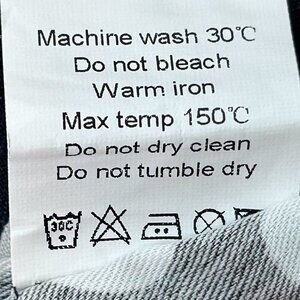 Machine wash 30°C
Do not bleach
Warm iron
Max temp 150°C
Do not dry clean
Do not tumble dry
30C